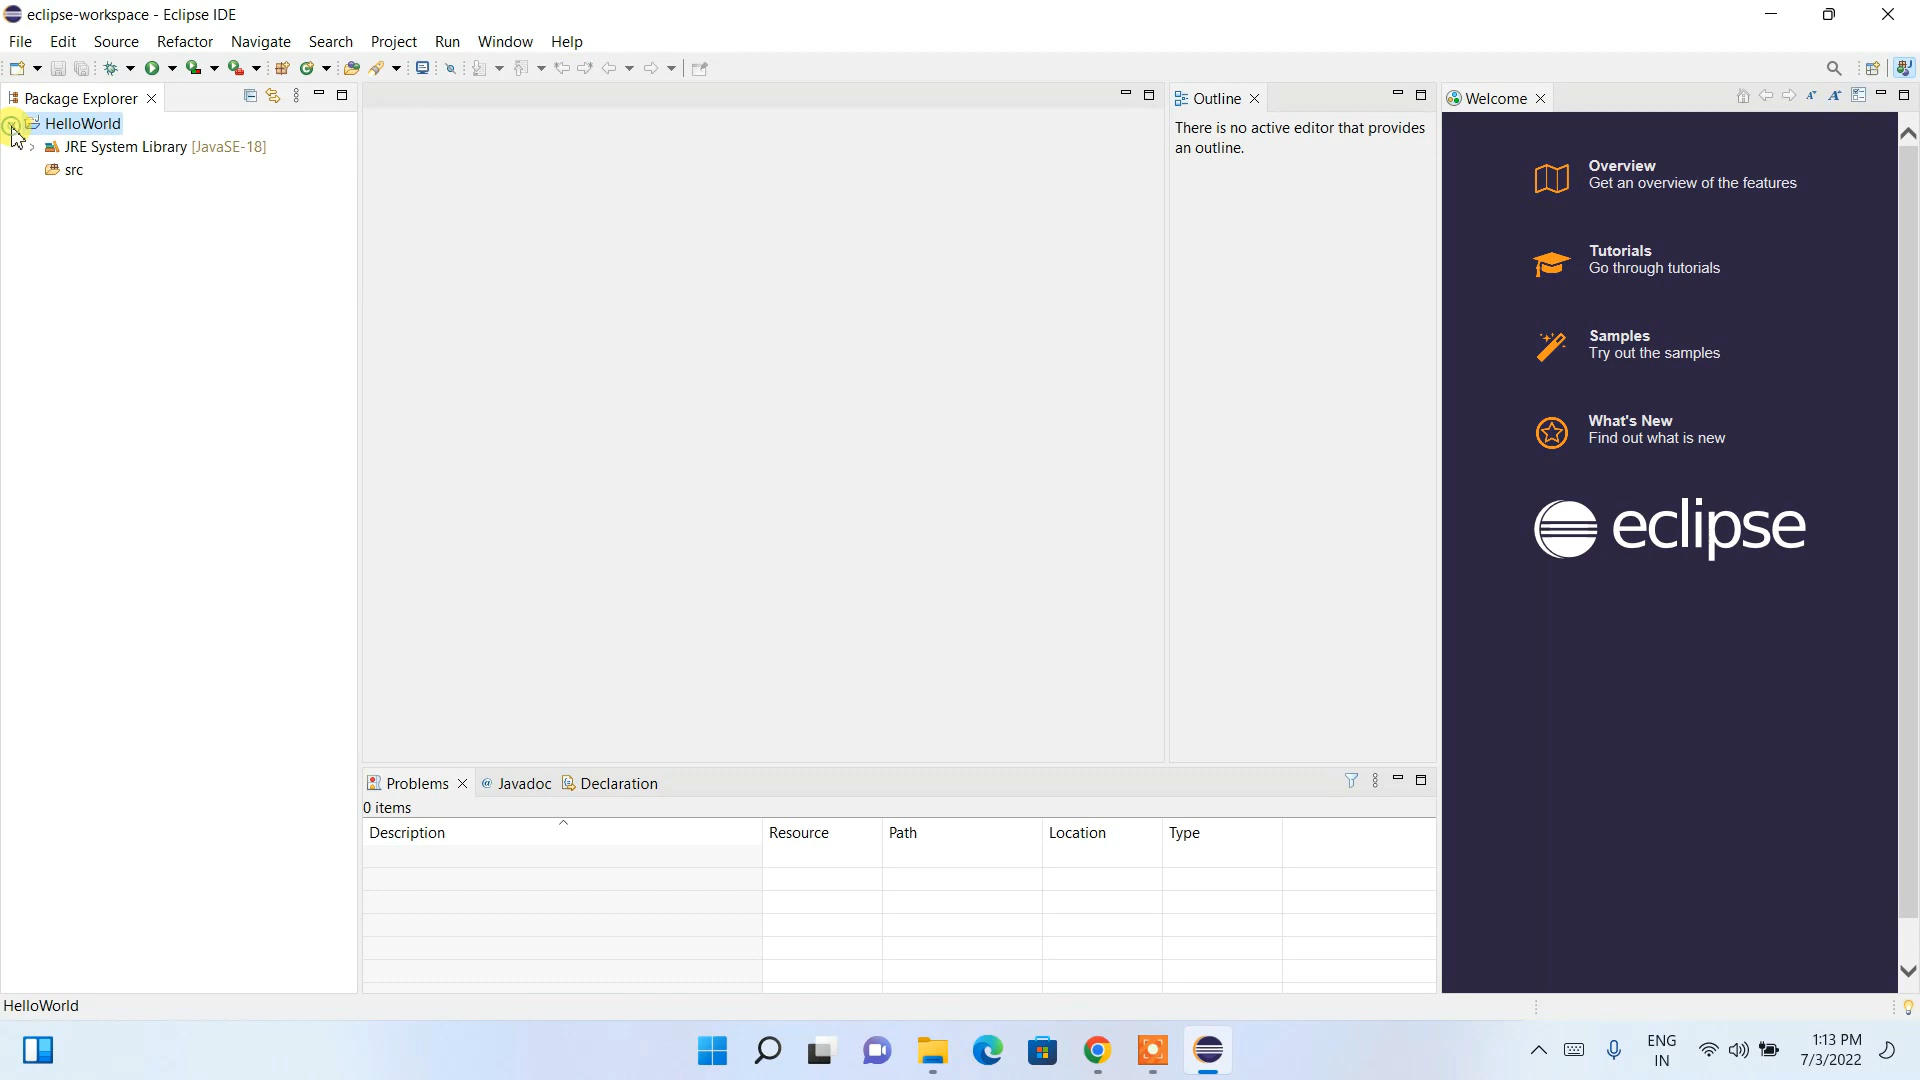 eclipse-workspace - Eclipse IDE
File Edit Source Refactor Navigate Search Project Run Window Help
Package Explorer
HelloWorld
JRE System Library [JavaSE-18]
src
Outline
There is no active editor that provides
an outline.
Welcome
Overview
Get an overview of the features
Tutorials
Go through tutorials
Samples
Try out the samples
What's New
Find out what is new
eclipse
Problems Javadoc Declaration
0 items
Description Resource Path Location Type
HelloWorld
ENG
IN
1:13 PM
7/3/2022